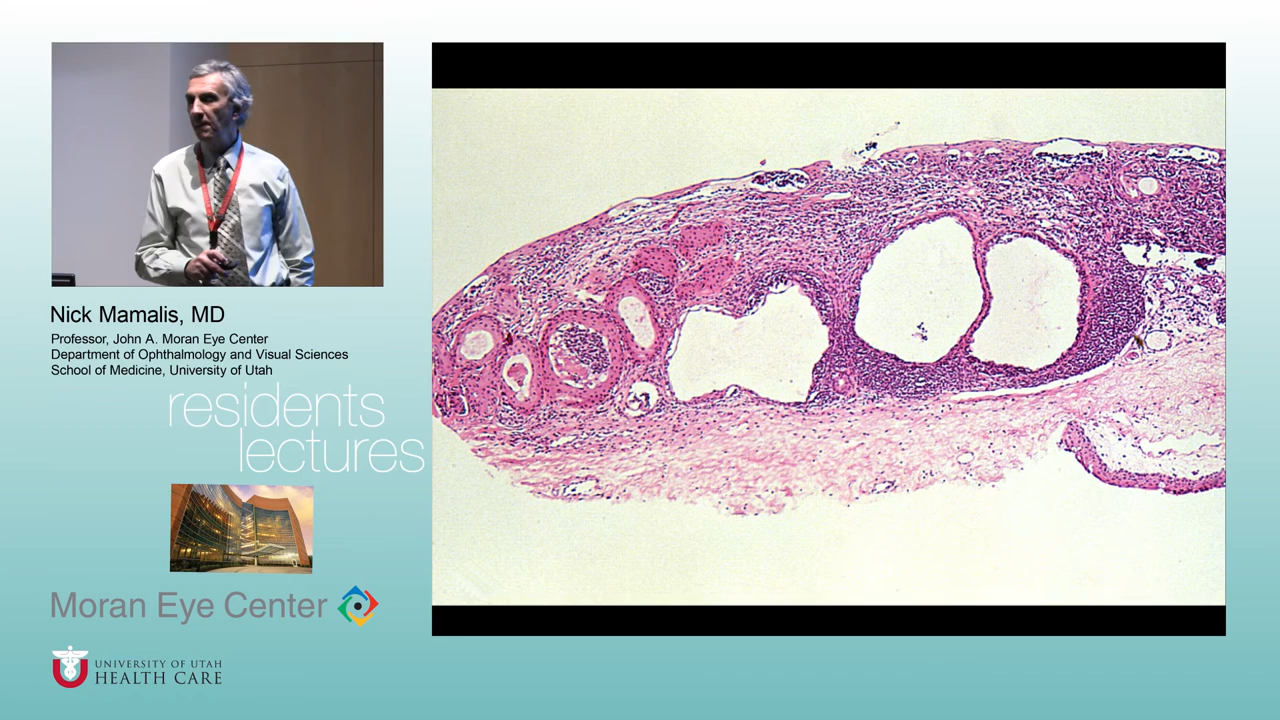 Nick Mamalis, MD
Professor, John A. Moran Eye Center
Department of Ophthalmology and Visual Sciences
School of Medicine, University of Utah
residents
lectures
Moran Eye Center
UNIVERSITY OF UTAH
HEALTH CARE